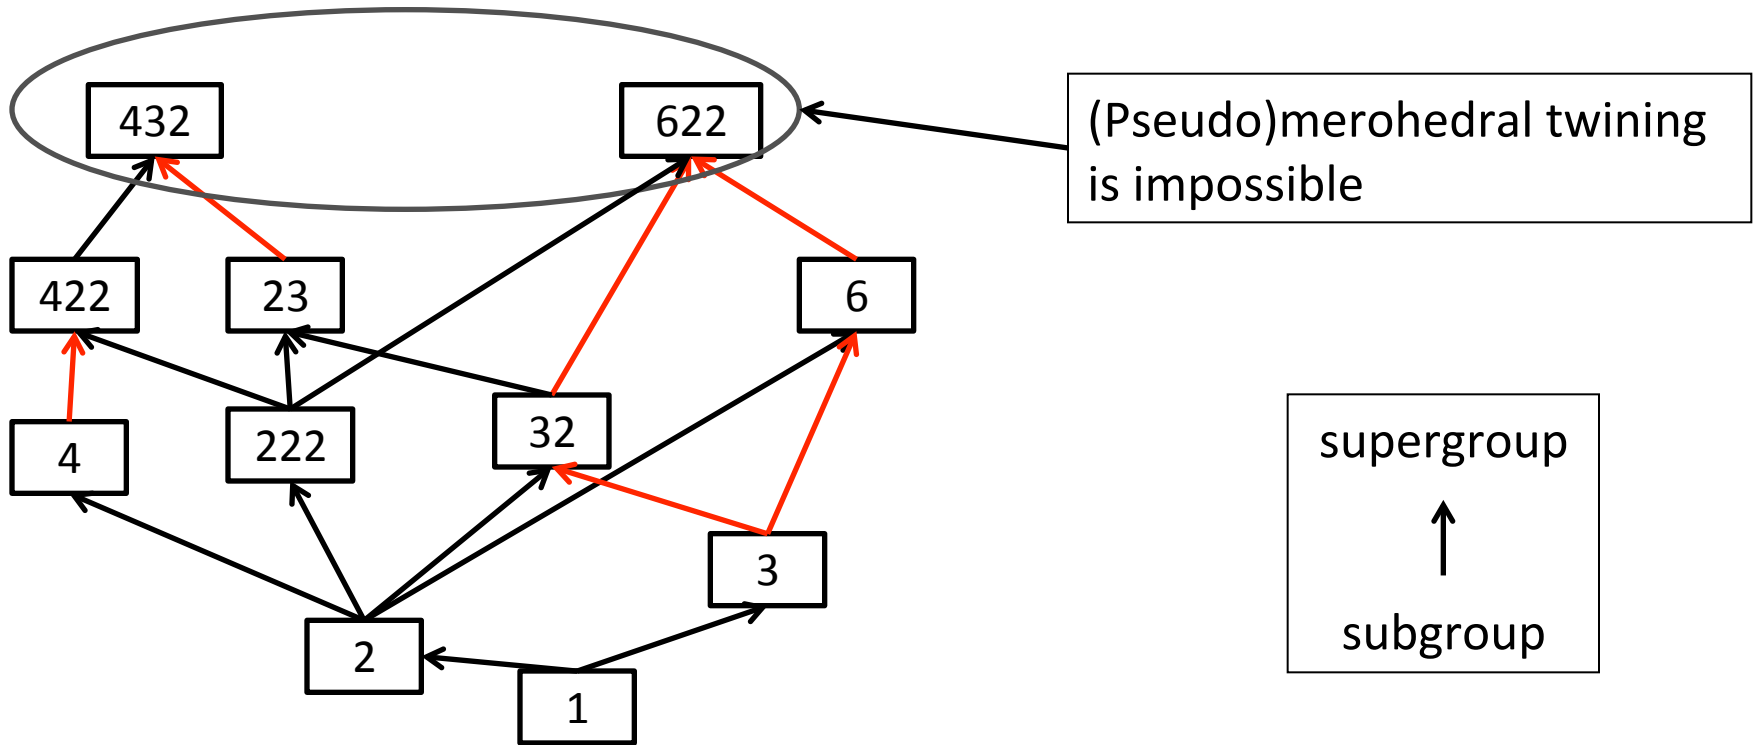 432
622
(Pseudo)merohedral twining
is impossible
422
23
6
4
222
32
supergroup
3
subgroup
2
1